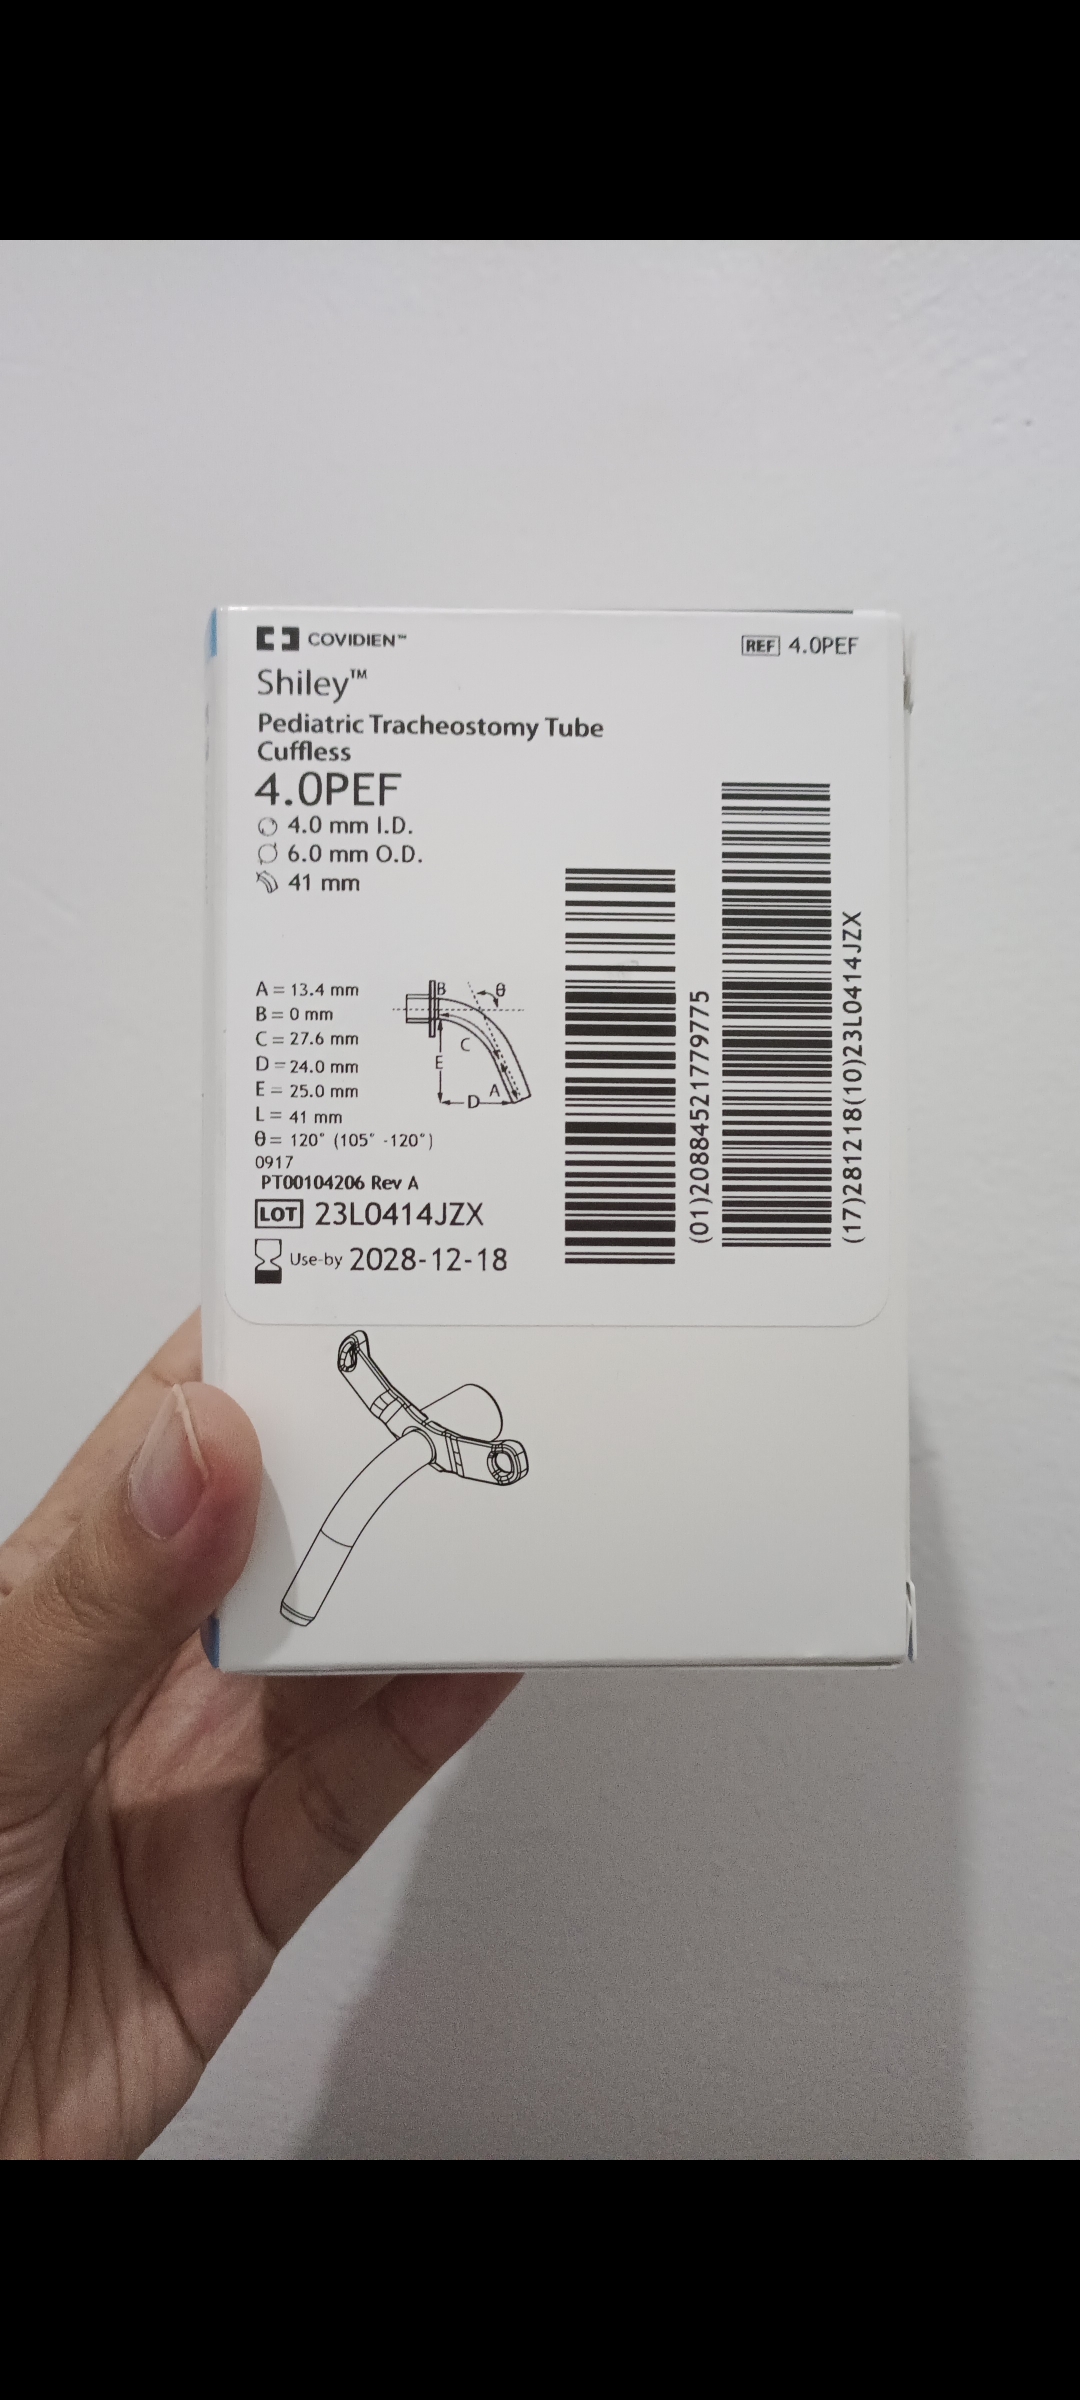 COVIDIEN™
REF 4.0PEF
Shiley™
Pediatric Tracheostomy Tube
Cuffless
4.0PEF
4.0 mm I.D.
6.0 mm O.D.
41 mm
A = 13.4 mm
B = 0 mm
C = 27.6 mm
D = 24.0 mm
E = 25.0 mm
L = 41 mm
θ = 120° (105° -120°)
0917
PT00104206 Rev A
LOT 23L0414JZX
Use-by 2028-12-18
B
θ
C
E
A
D
(01)20884521779775
(17)281218(10)23L0414JZX